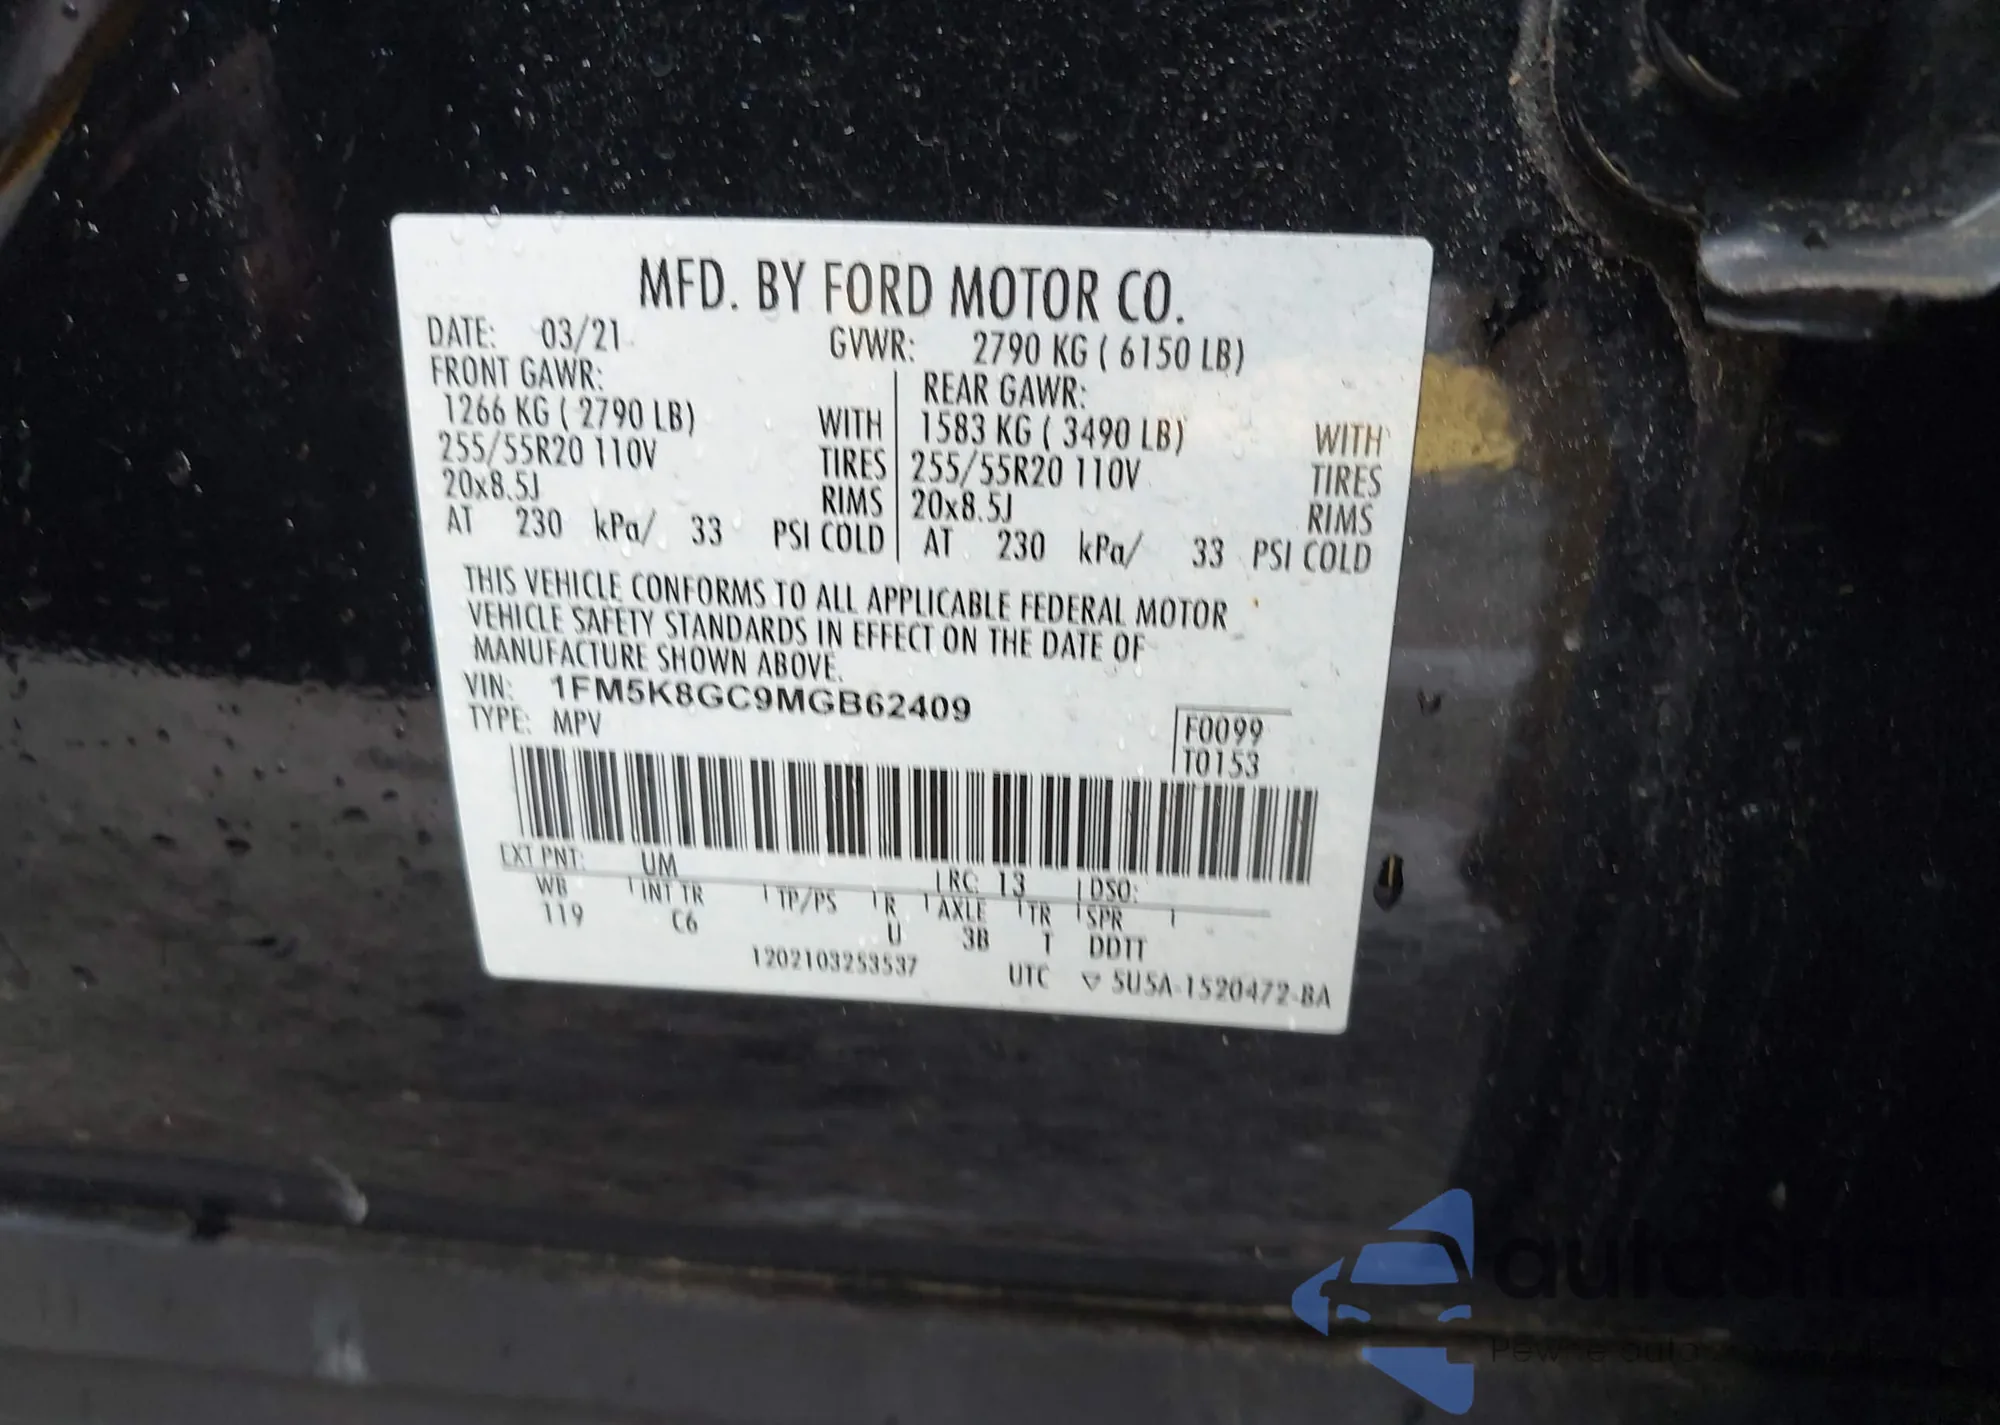 MFD. BY FORD MOTOR CO.
DATE: 03/21 GVWR: 2790 KG ( 6150 LB)
FRONT GAWR: REAR GAWR:
1266 KG ( 2790 LB) WITH 1583 KG ( 3490 LB) WITH
255/55R20 110V TIRES 255/55R20 110V TIRES
20x8.5J RIMS 20x8.5J RIMS
AT 230 kPa/ 33 PSI COLD AT 230 kPa/ 33 PSI COLD
THIS VEHICLE CONFORMS TO ALL APPLICABLE FEDERAL MOTOR
VEHICLE SAFETY STANDARDS IN EFFECT ON THE DATE OF
MANUFACTURE SHOWN ABOVE.
VIN: 1FM5K8GC9MGB62409
TYPE: MPV
F0099
T0153
EXT PNT: UM RC: 13 DSO:
WB INT TR TP/PS R AXLE TR SPR
119 C6 U 3B T DDTT
1202103253537 UTC ▽ 5U5A-1520472-BA